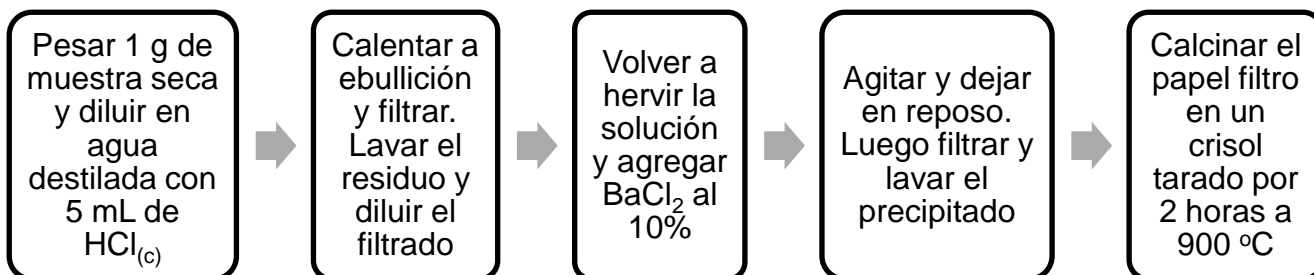 Pesar 1 g de
muestra seca
y diluir en
agua
destilada con
5 mL de
HCl(c)
Calentar a
ebullición
y filtrar.
Lavar el
residuo y
diluir el
filtrado
Volver a
hervir la
solución
y agregar
BaCl2 al
10%
Agitar y dejar
en reposo.
Luego filtrar y
lavar el
precipitado
Calcinar el
papel filtro
en un
crisol
tarado por
2 horas a
900 ºC